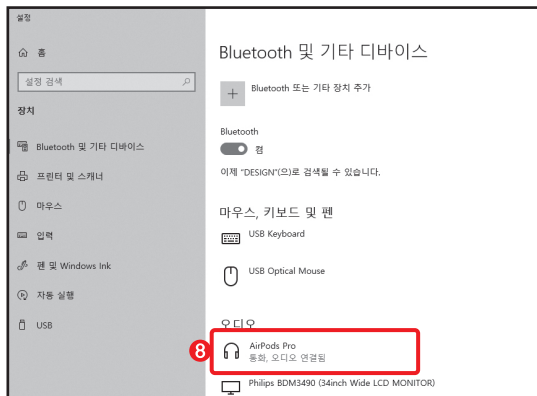 설정
홈
설정 검색
장치
Bluetooth 및 기타 디바이스
프린터 및 스캐너
마우스
입력
펜 및 Windows Ink
자동 실행
USB
Bluetooth 및 기타 디바이스
Bluetooth 또는 기타 장치 추가
Bluetooth
켬
이제 "DESIGN"(으)로 검색될 수 있습니다.
마우스, 키보드 및 펜
USB Keyboard
USB Optical Mouse
오디오
8
AirPods Pro
통화, 오디오 연결됨
Philips BDM3490 (34inch Wide LCD MONITOR)